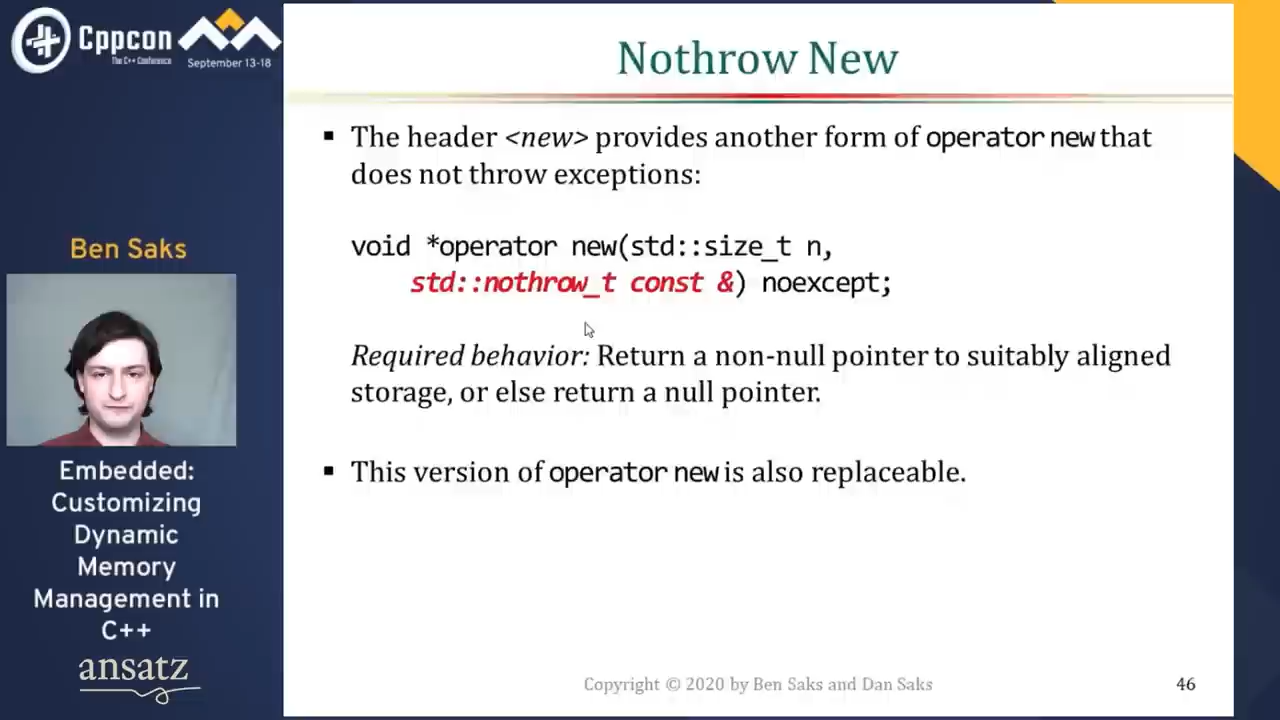 Cppcon
The C++ Conference
September 13-18
Ben Saks
Embedded:
Customizing
Dynamic
Memory
Management in
C++
ansatz
Nothrow New
▪ The header <new> provides another form of operator new that
does not throw exceptions:
void *operator new(std::size_t n,
std::nothrow_t const &) noexcept;
Required behavior: Return a non-null pointer to suitably aligned
storage, or else return a null pointer.
▪ This version of operator new is also replaceable.
Copyright © 2020 by Ben Saks and Dan Saks
46